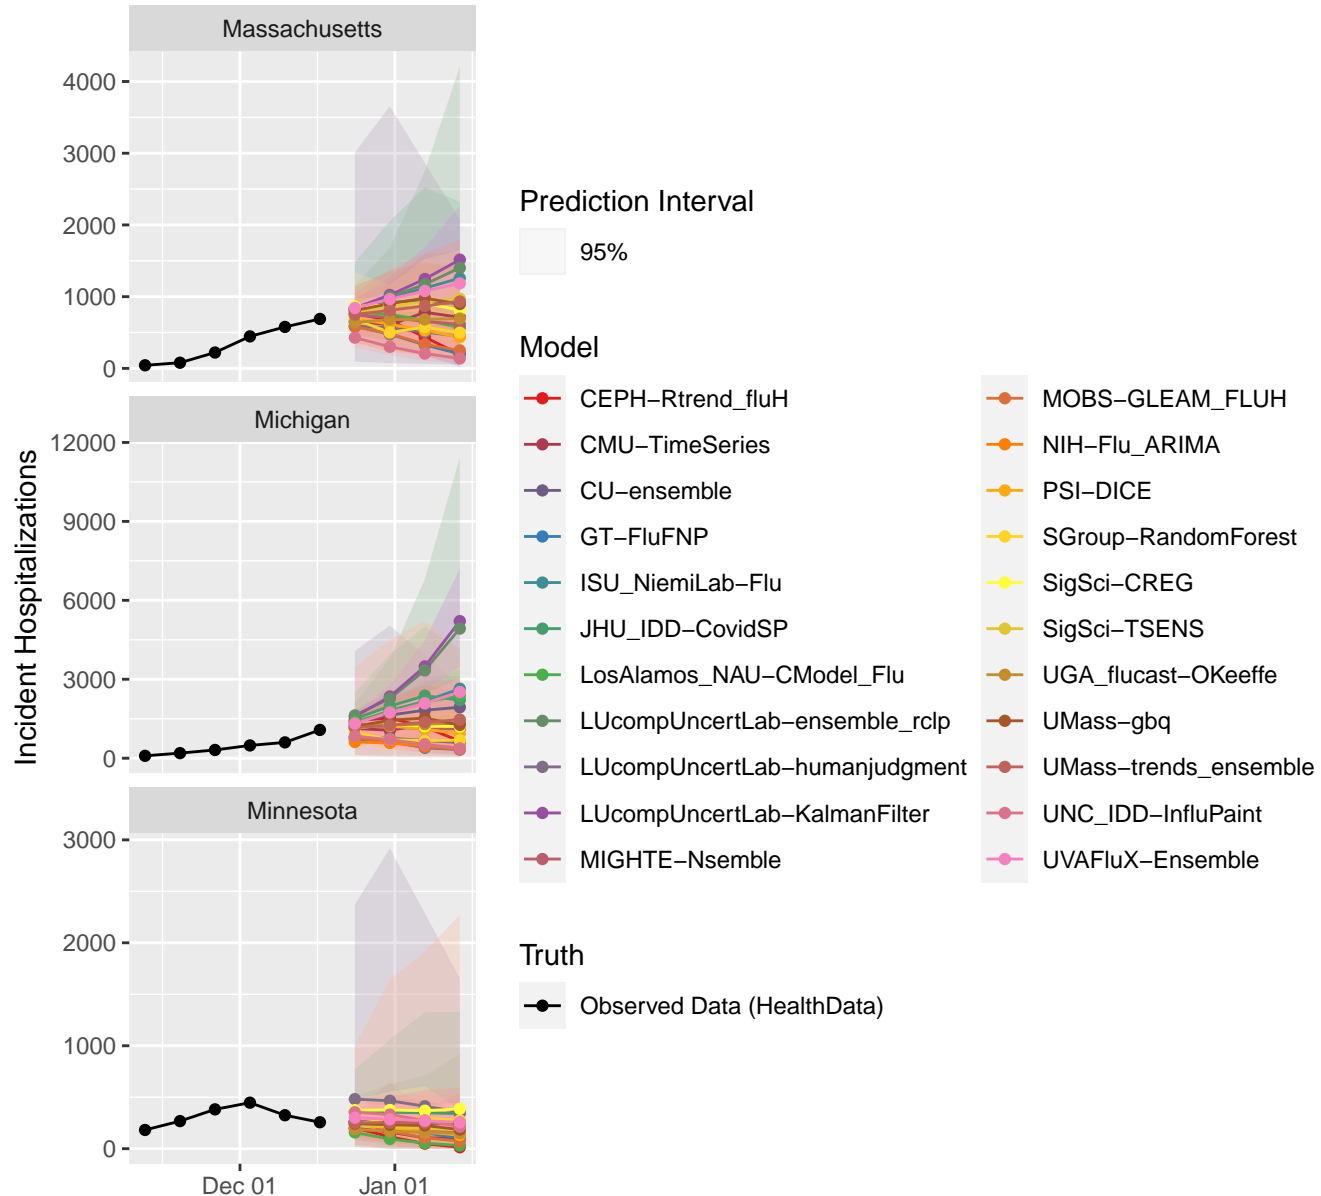 Massachusetts
4000
3000
2000
1000
0
Michigan
12000
9000
6000
3000
0
Minnesota
3000
2000
1000
0
Dec 01
Jan 01
Incident Hospitalizations
Prediction Interval
95%
Model
CEPH−Rtrend_fluH
CMU−TimeSeries
CU−ensemble
GT−FluFNP
ISU_NiemiLab−Flu
JHU_IDD−CovidSP
LosAlamos_NAU−CModel_Flu
LUcompUncertLab−ensemble_rclp
LUcompUncertLab−humanjudgment
LUcompUncertLab−KalmanFilter
MIGHTE−Nsemble
MOBS−GLEAM_FLUH
NIH−Flu_ARIMA
PSI−DICE
SGroup−RandomForest
SigSci−CREG
SigSci−TSENS
UGA_flucast−OKeeffe
UMass−gbq
UMass−trends_ensemble
UNC_IDD−InfluPaint
UVAFluX−Ensemble
Truth
Observed Data (HealthData)